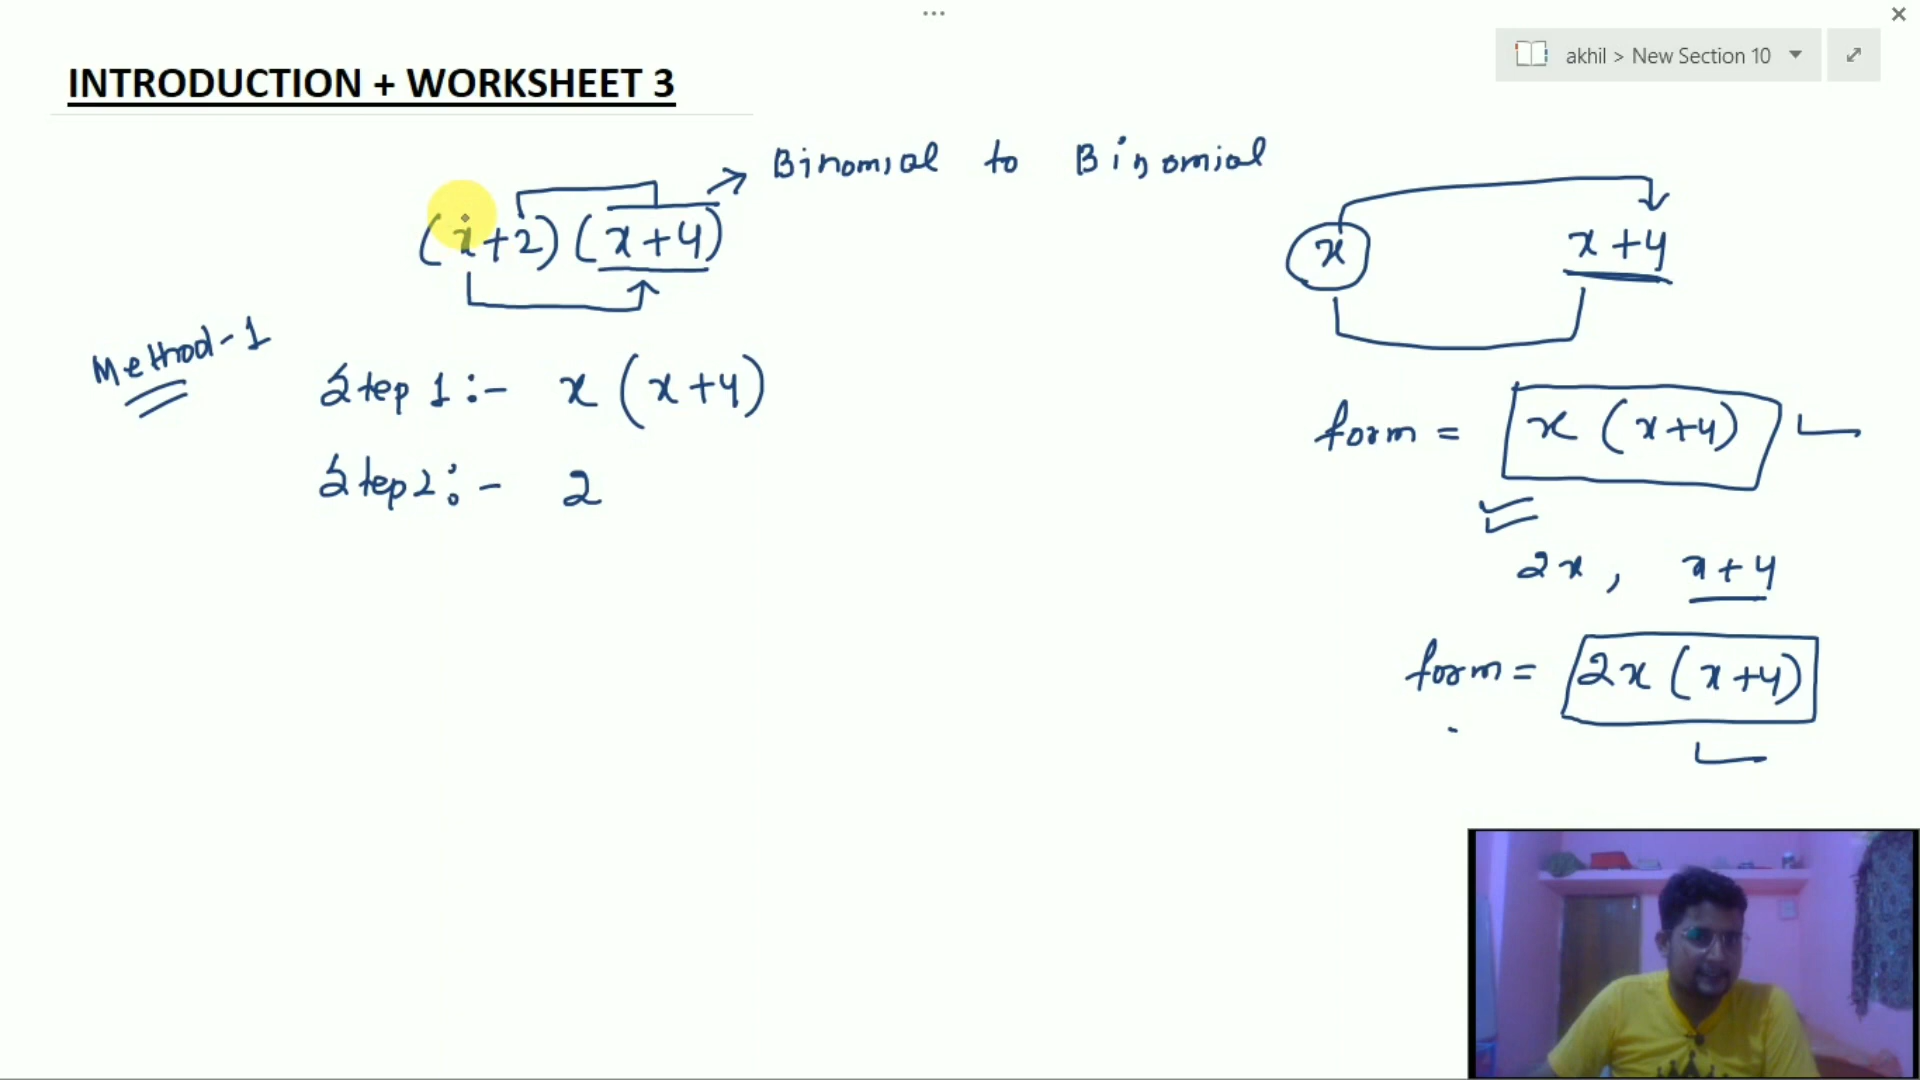 ...
akhil > New Section 10
INTRODUCTION + WORKSHEET 3
Binomial to Binomial
(x+2)(x+4)
x x+4
Method-1
Step 1:- x(x+4)
form = x(x+4)
Step 2:- 2
2x, x+4
form = 2x(x+4)